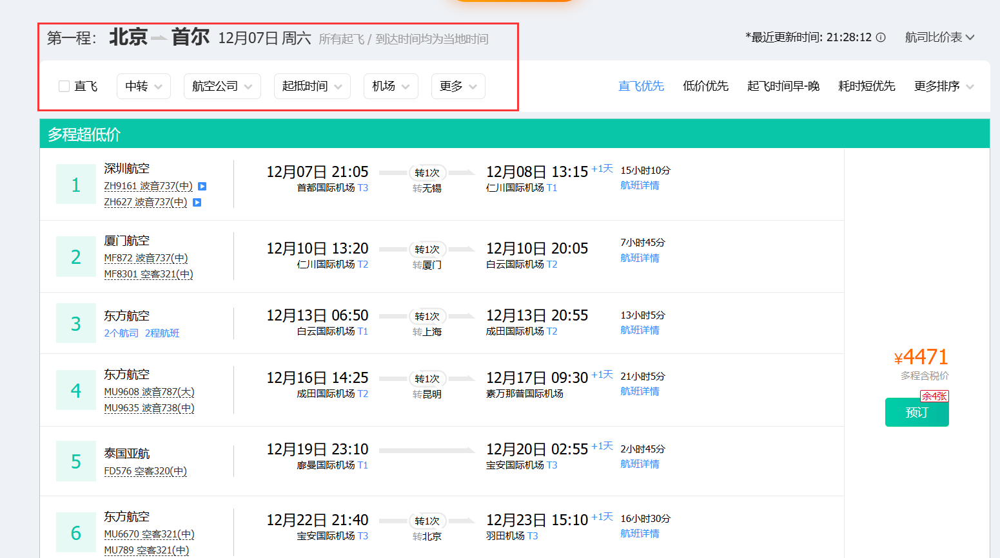 第一程： 北京 首尔 12月07日 周六 所有起飞 / 到达时间均为当地时间
*最近更新时间: 21:28:12 航司比价表
直飞 中转 航空公司 起抵时间 机场 更多
直飞优先 低价优先 起飞时间早-晚 耗时短优先 更多排序
多程超低价
1
深圳航空
ZH9161 波音737(中)
ZH627 波音737(中)
12月07日 21:05
首都国际机场 T3
转1次
转无锡
12月08日 13:15 +1天
仁川国际机场 T1
15小时10分
航班详情
2
厦门航空
MF872 波音737(中)
MF8301 空客321(中)
12月10日 13:20
仁川国际机场 T2
转1次
转厦门
12月10日 20:05
白云国际机场 T2
7小时45分
航班详情
3
东方航空
2个航司 2程航班
12月13日 06:50
白云国际机场 T1
转1次
转上海
12月13日 20:55
成田国际机场 T2
13小时5分
航班详情
4
东方航空
MU9608 波音787(大)
MU9635 波音738(中)
12月16日 14:25
成田国际机场 T2
转1次
转昆明
12月17日 09:30 +1天
素万那普国际机场
21小时5分
航班详情
5
泰国亚航
FD576 空客320(中)
12月19日 23:10
廊曼国际机场 T1
12月20日 02:55 +1天
宝安国际机场 T3
2小时45分
航班详情
6
东方航空
MU6670 空客321(中)
MU789 空客321(中)
12月22日 21:40
宝安国际机场 T3
转1次
转北京
12月23日 15:10 +1天
羽田机场 T3
16小时30分
航班详情
¥4471
多程含税价
余4张
预订